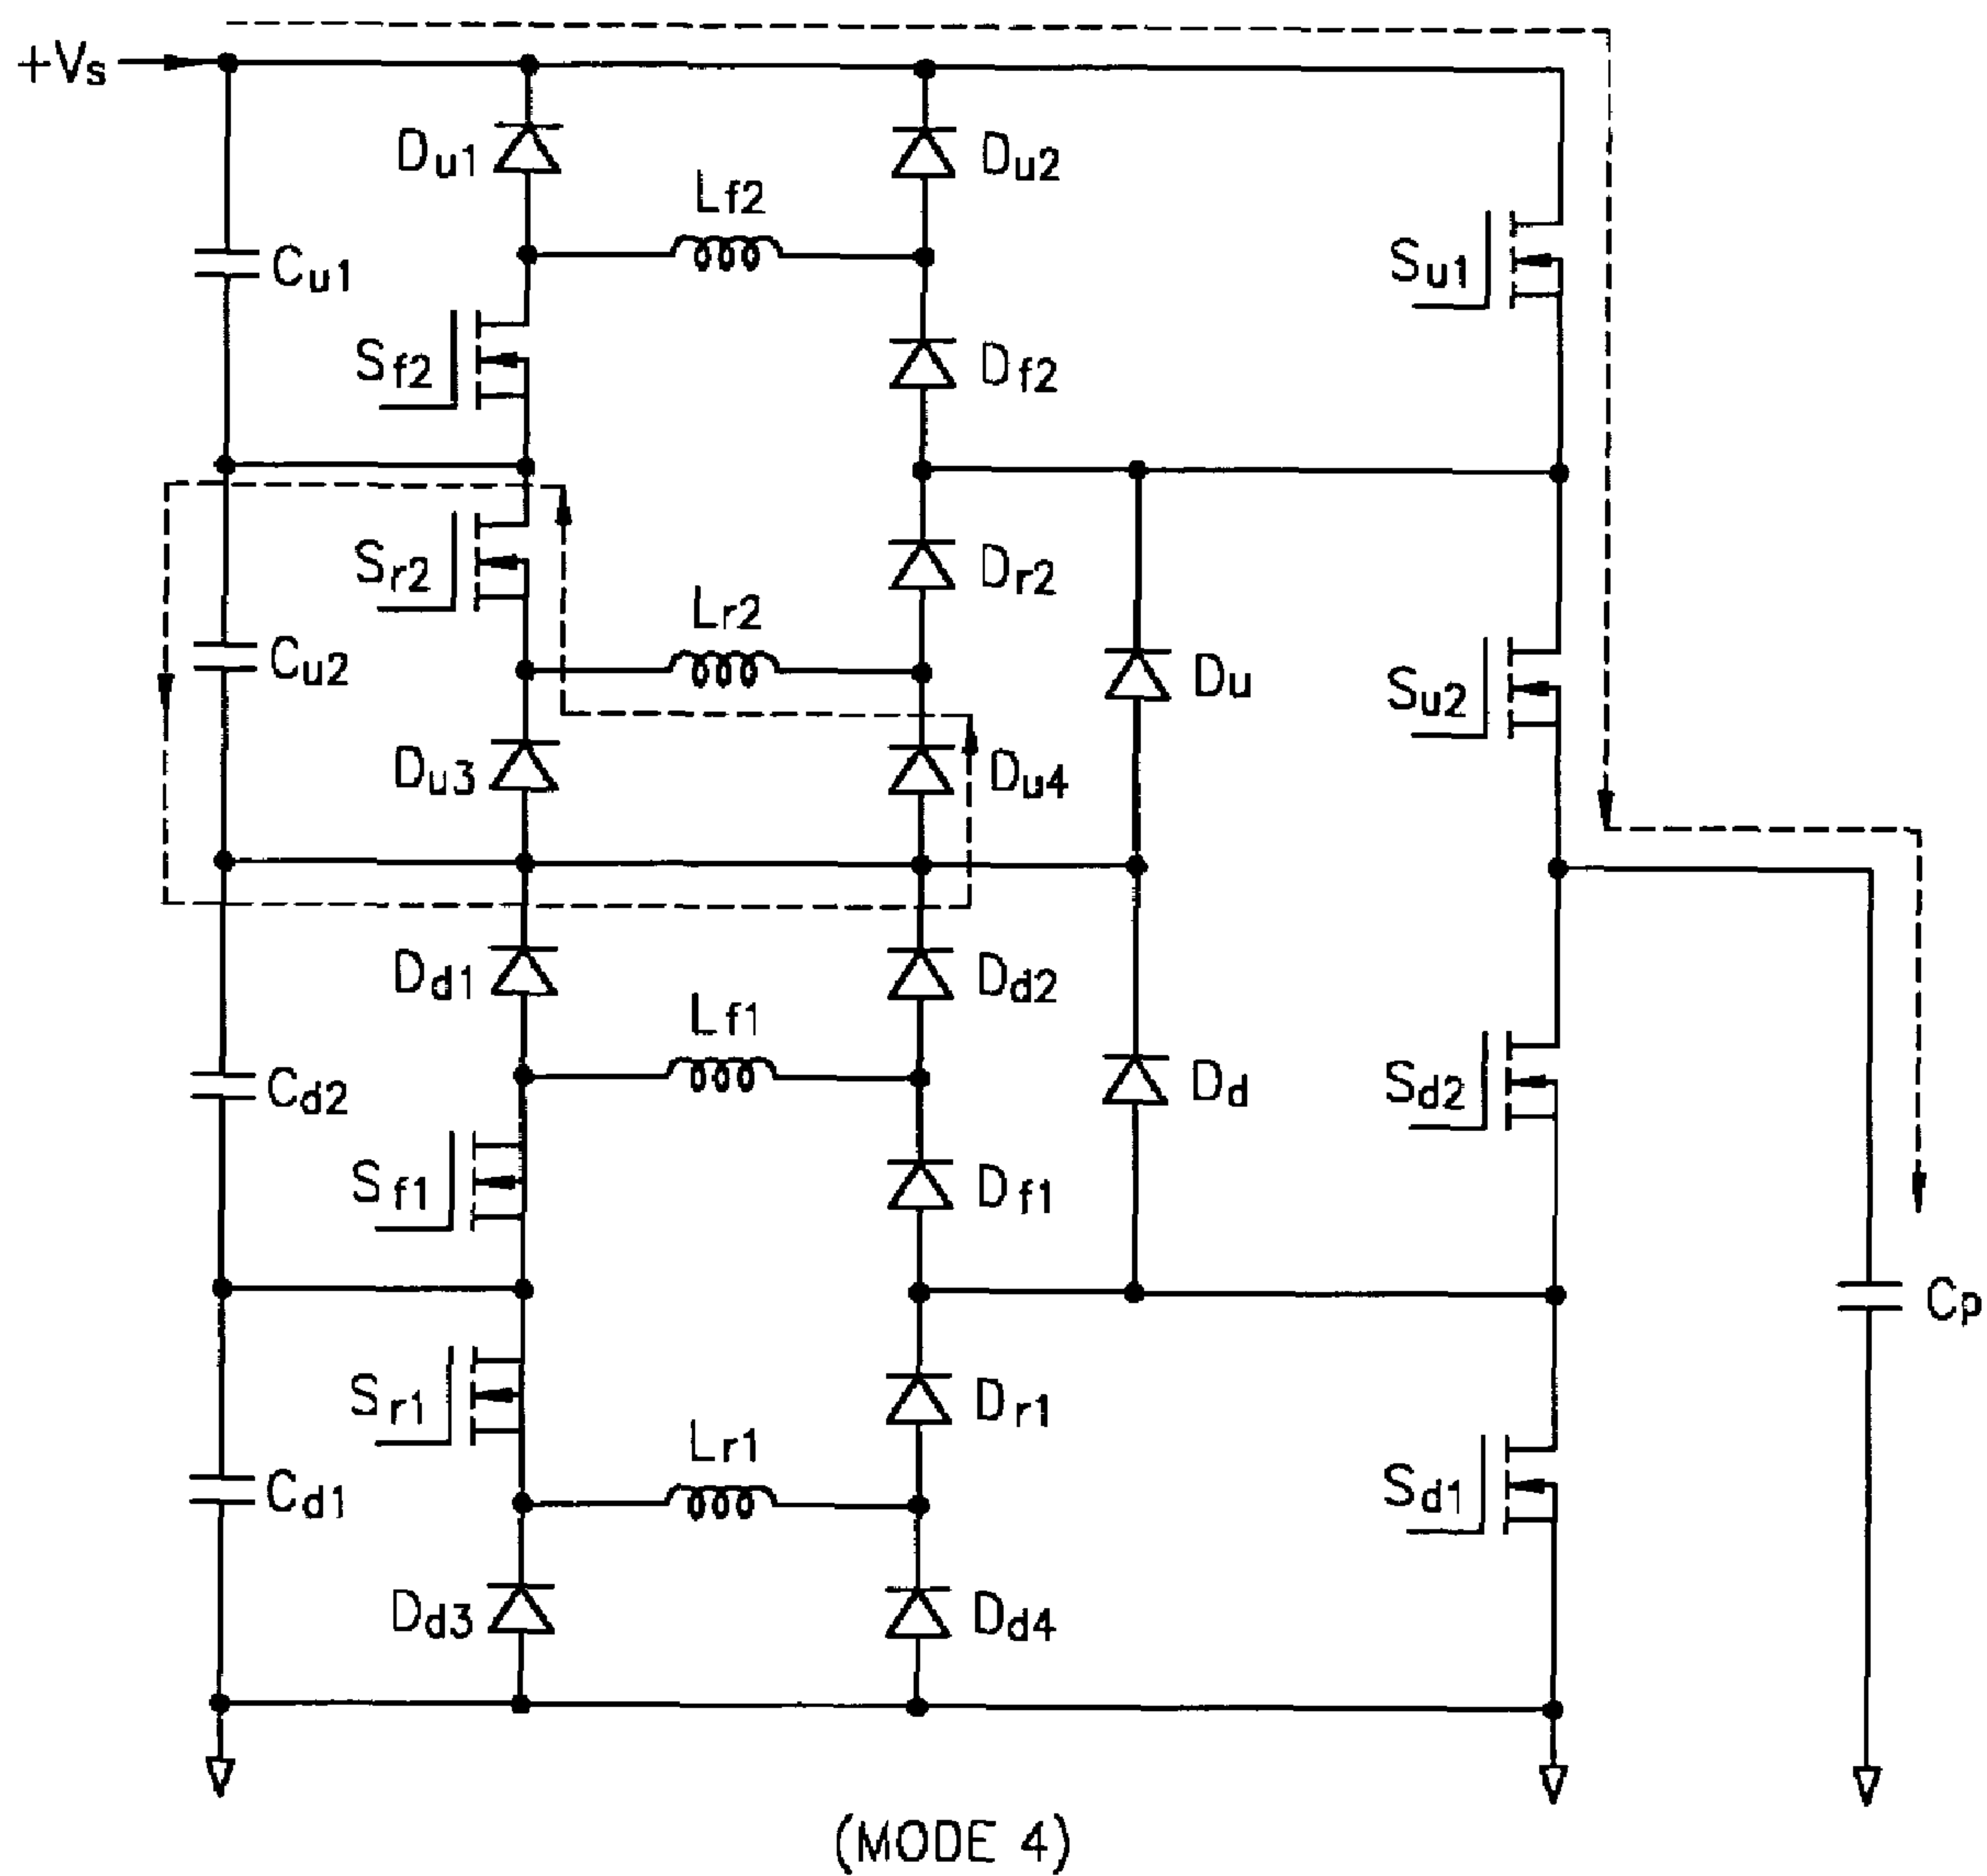 +Vs
Du1
Du2
Lf2
Cu1
Su1
Sf2
Df2
Sr2
Dr2
Lr2
Cu2
Du
Su2
Du3
Du4
Dd1
Dd2
Lf1
Cd2
Dd
Sd2
Sf1
Df1
Cp
Sr1
Dr1
Lr1
Cd1
Sd1
Dd3
Dd4
(MODE 4)